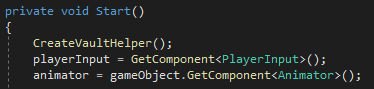 private void Start()
{
CreateVaultHelper();
playerInput = GetComponent<PlayerInput>();
animator = gameObject.GetComponent<Animator>();